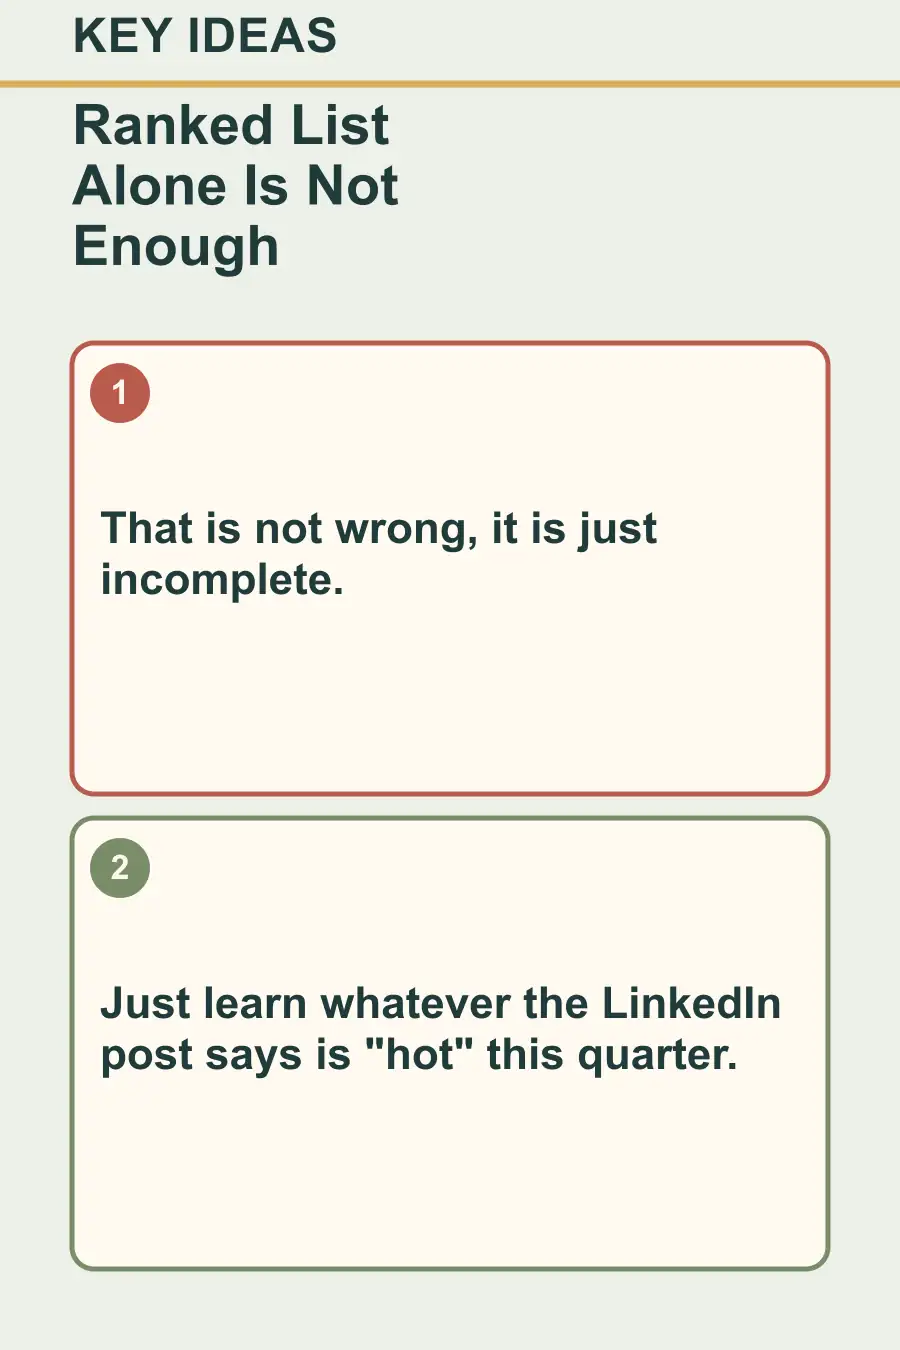 KEY IDEAS
Ranked List
Alone Is Not
Enough
1
That is not wrong, it is just
incomplete.
2
Just learn whatever the LinkedIn
post says is "hot" this quarter.